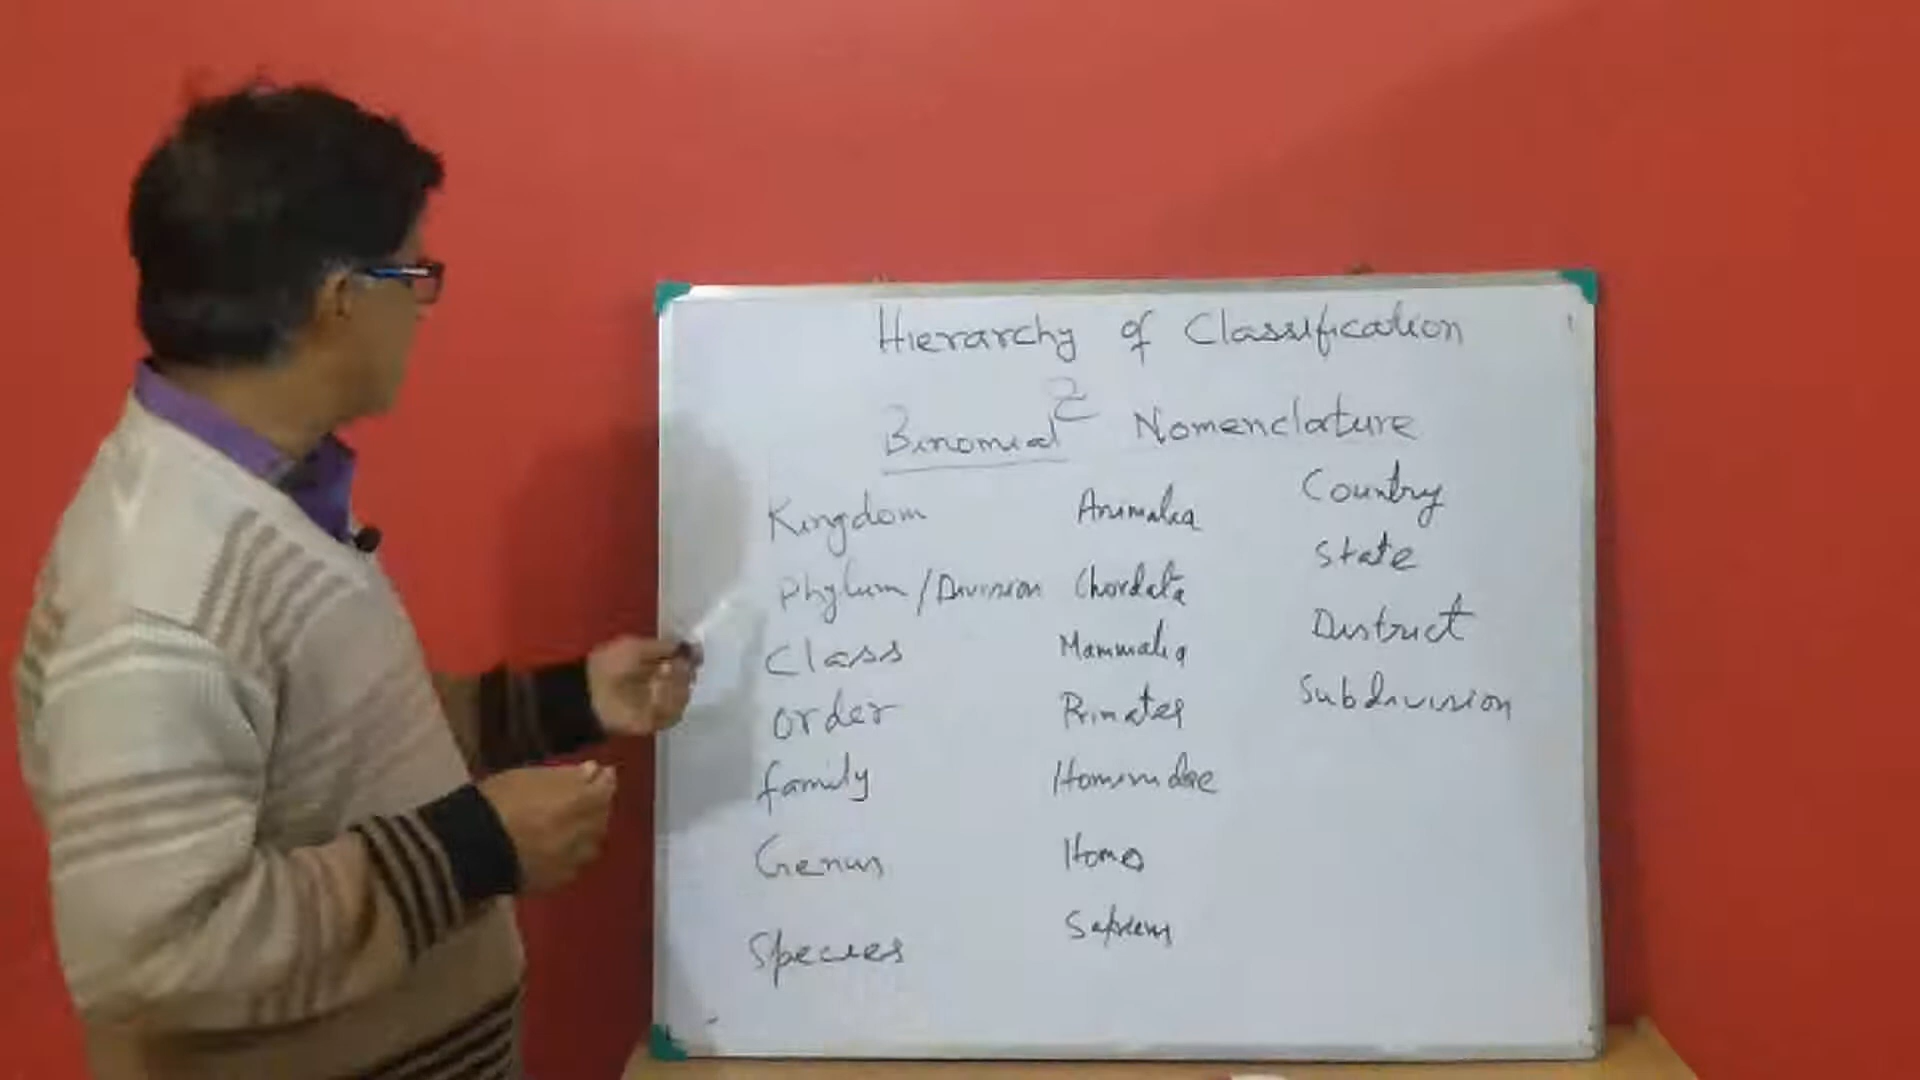 Hierarchy of Classification
&
Binomial Nomenclature
Kingdom Animalia Country
Phylum/Division Chordata State
Class Mammalia District
Order Primates Subdivision
family Hominidae
Genus Homo
Species Sapiens